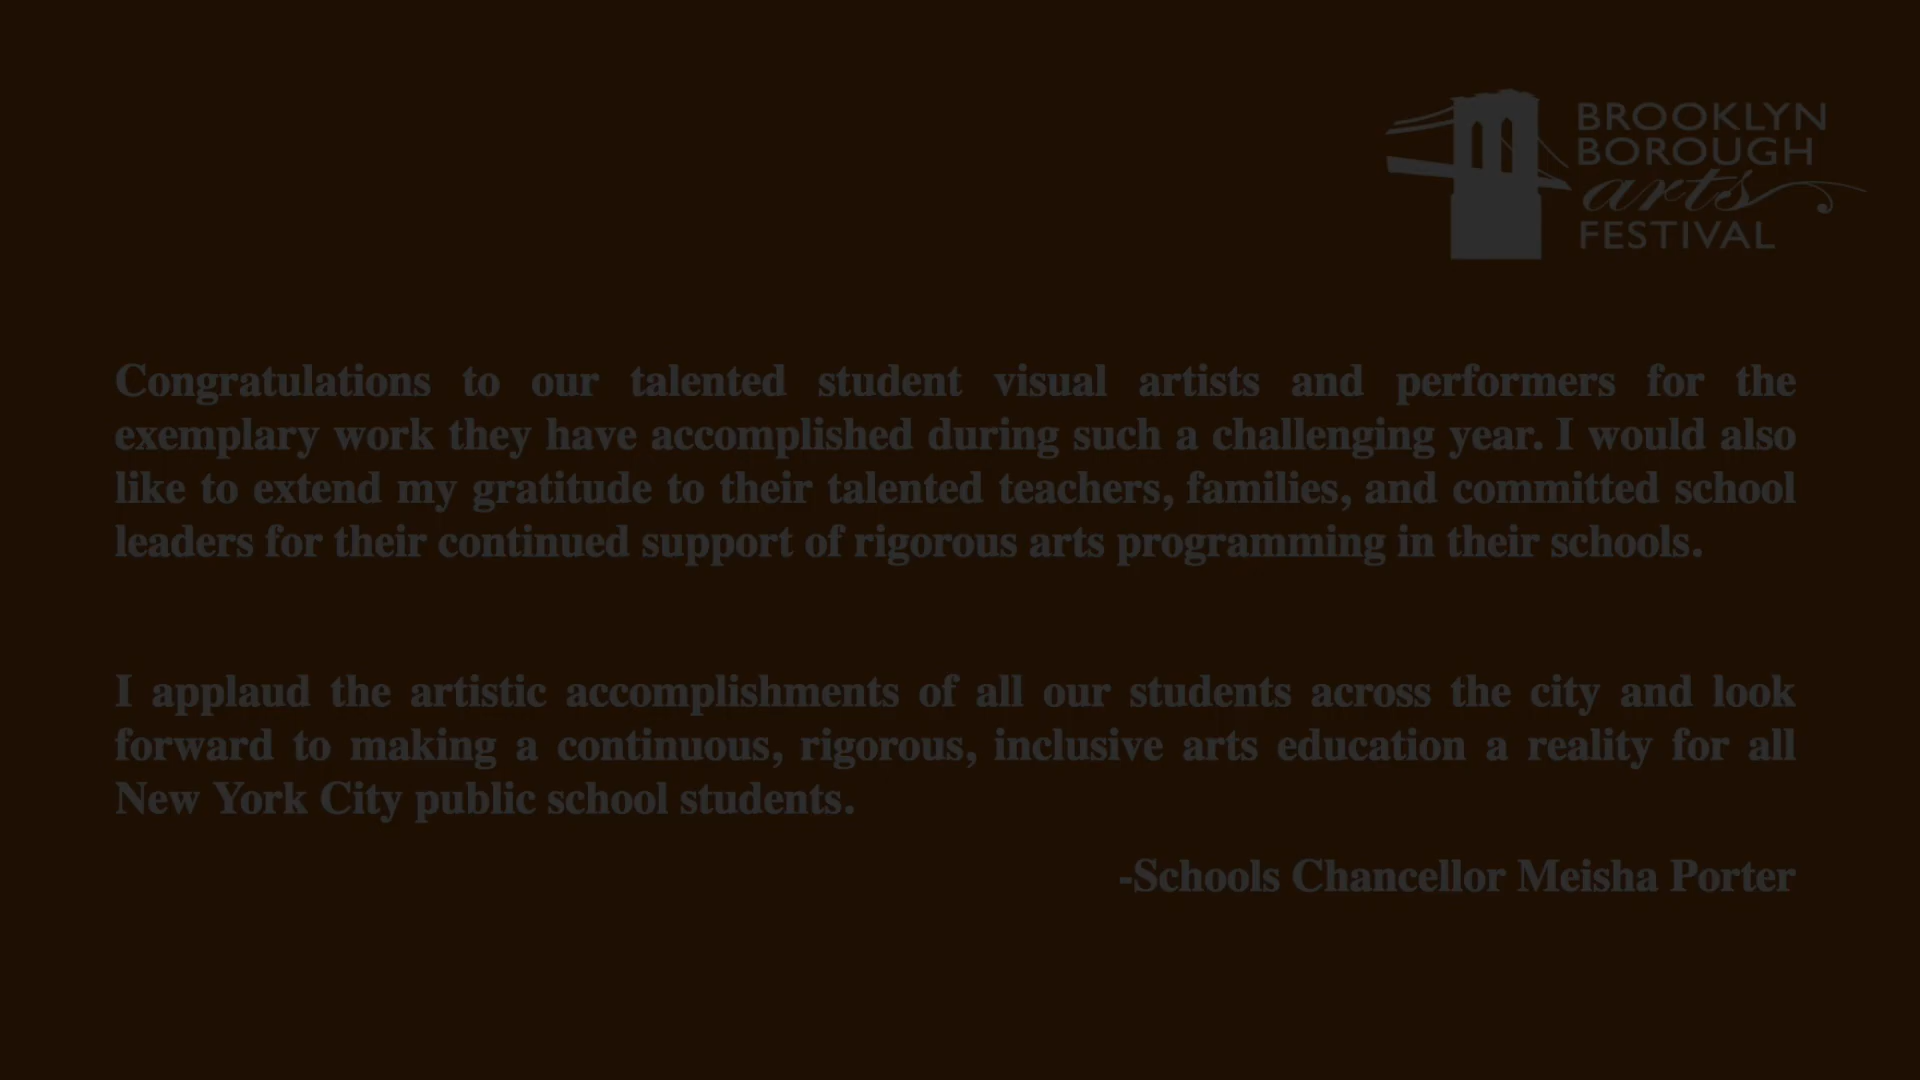 BROOKLYN
BOROUGH
arts
FESTIVAL
Congratulations to our talented student visual artists and performers for the
exemplary work they have accomplished during such a challenging year. I would also
like to extend my gratitude to their talented teachers, families, and committed school
leaders for their continued support of rigorous arts programming in their schools.
I applaud the artistic accomplishments of all our students across the city and look
forward to making a continuous, rigorous, inclusive arts education a reality for all
New York City public school students.
-Schools Chancellor Meisha Porter